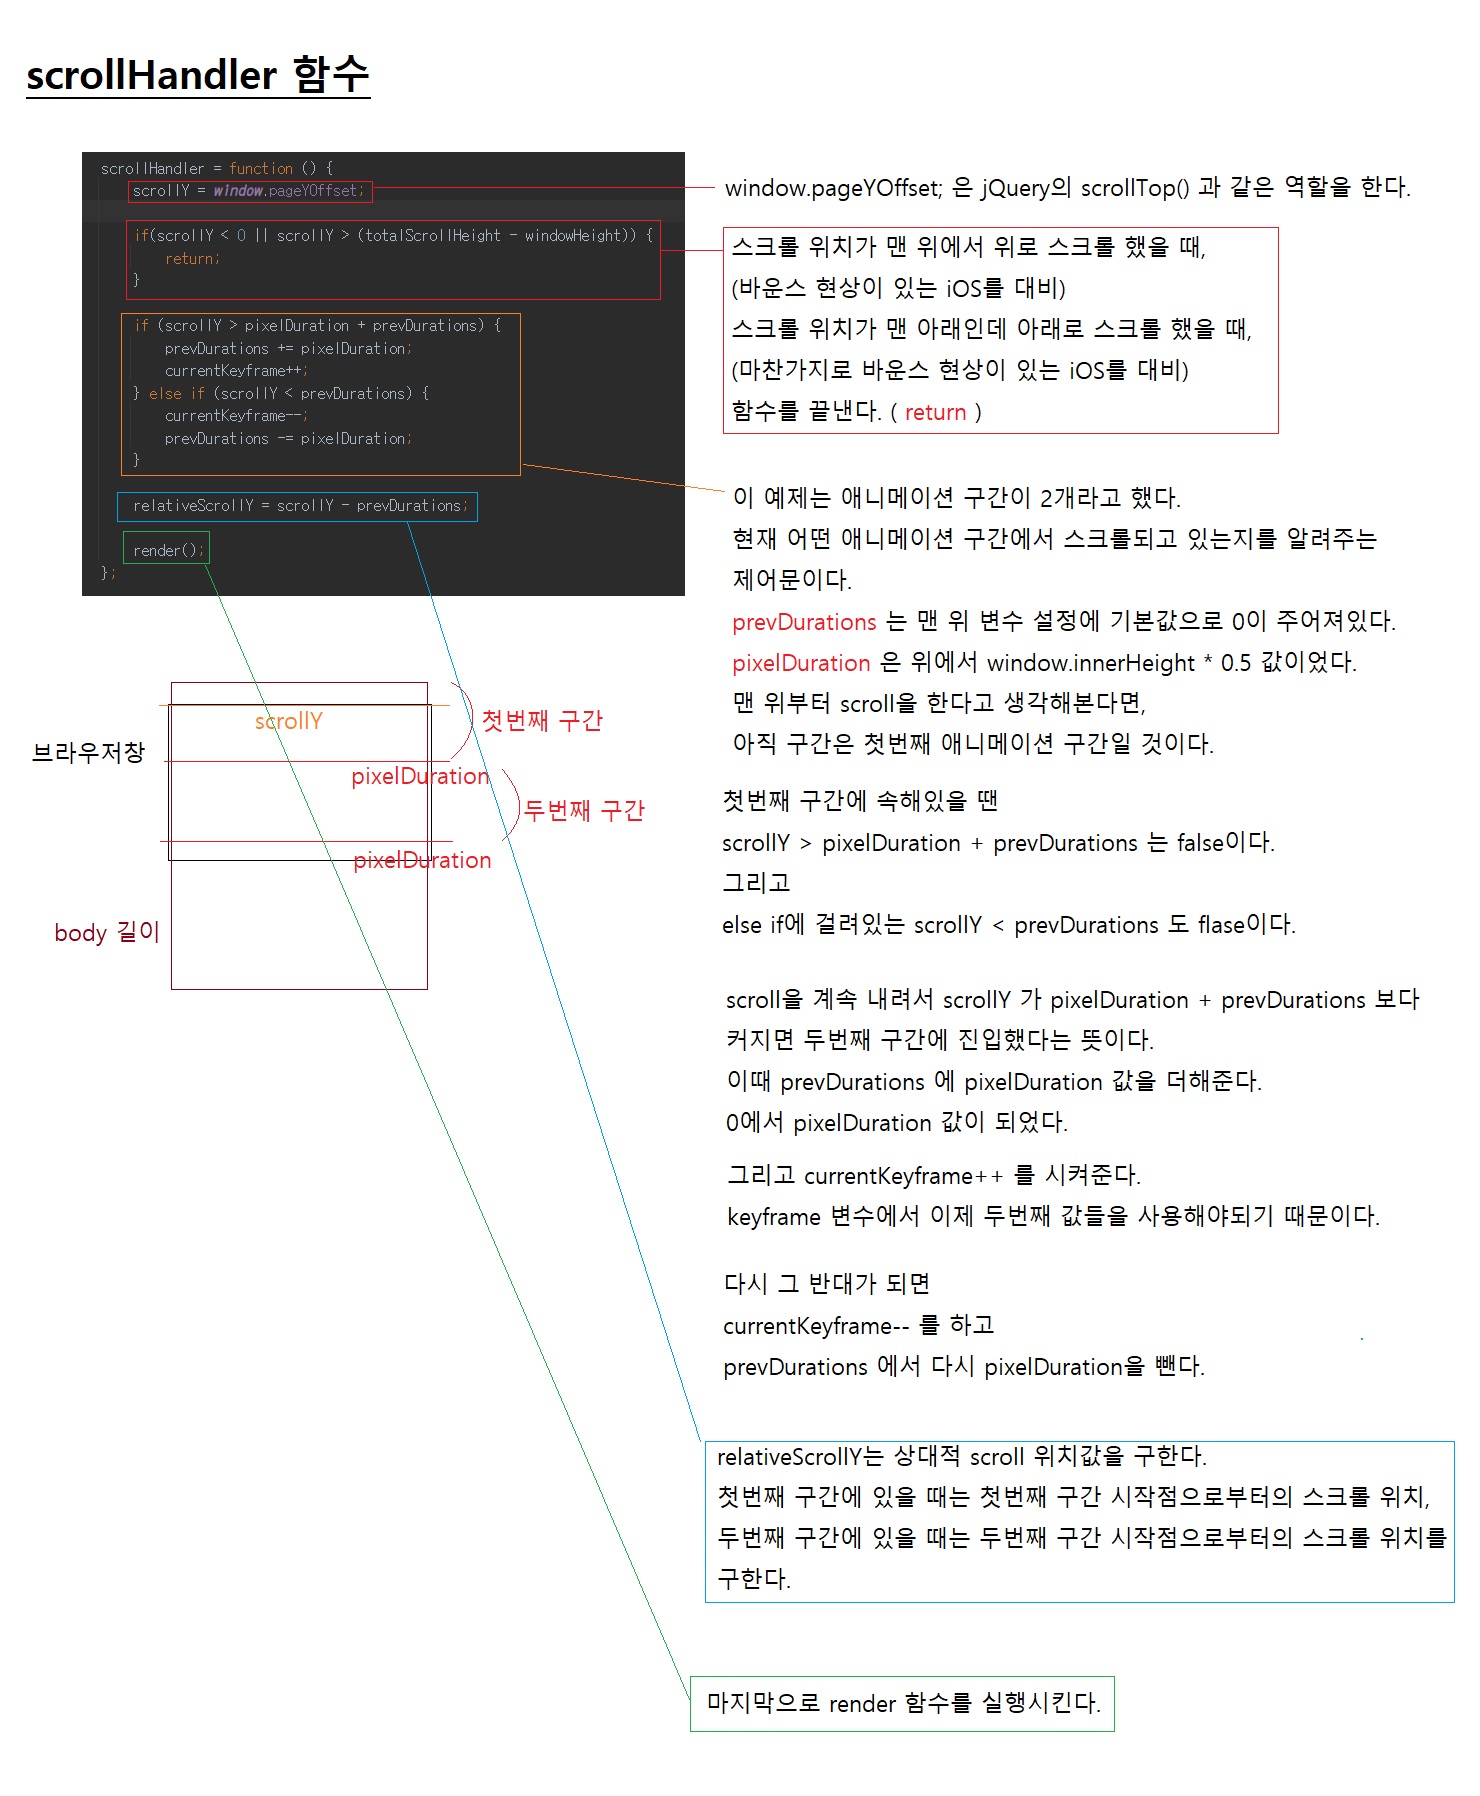 scrollHandler 함수
scrollHandler = function () {
scrollY = window.pageYOffset;
if(scrollY < 0 || scrollY > (totalScrollHeight - windowHeight)) {
return;
}
if (scrollY > pixelDuration + prevDurations) {
prevDurations += pixelDuration;
currentKeyframe++;
} else if (scrollY < prevDurations) {
currentKeyframe--;
prevDurations -= pixelDuration;
}
relativeScrollY = scrollY - prevDurations;
render();
};
window.pageYOffset; 은 jQuery의 scrollTop() 과 같은 역할을 한다.
스크롤 위치가 맨 위에서 위로 스크롤 했을 때,
(바운스 현상이 있는 iOS를 대비)
스크롤 위치가 맨 아래인데 아래로 스크롤 했을 때,
(마찬가지로 바운스 현상이 있는 iOS를 대비)
함수를 끝낸다. ( return )
이 예제는 애니메이션 구간이 2개라고 했다.
현재 어떤 애니메이션 구간에서 스크롤되고 있는지를 알려주는
제어문이다.
prevDurations 는 맨 위 변수 설정에 기본값으로 0이 주어져있다.
pixelDuration 은 위에서 window.innerHeight * 0.5 값이었다.
맨 위부터 scroll을 한다고 생각해본다면,
아직 구간은 첫번째 애니메이션 구간일 것이다.
scrollY
첫번째 구간
브라우저창
pixelDuration
두번째 구간
pixelDuration
body 길이
첫번째 구간에 속해있을 땐
scrollY > pixelDuration + prevDurations 는 false이다.
그리고
else if에 걸려있는 scrollY < prevDurations 도 flase이다.
scroll을 계속 내려서 scrollY 가 pixelDuration + prevDurations 보다
커지면 두번째 구간에 진입했다는 뜻이다.
이때 prevDurations 에 pixelDuration 값을 더해준다.
0에서 pixelDuration 값이 되었다.
그리고 currentKeyframe++ 를 시켜준다.
keyframe 변수에서 이제 두번째 값들을 사용해야되기 때문이다.
다시 그 반대가 되면
currentKeyframe-- 를 하고
prevDurations 에서 다시 pixelDuration을 뺀다.
relativeScrollY는 상대적 scroll 위치값을 구한다.
첫번째 구간에 있을 때는 첫번째 구간 시작점으로부터의 스크롤 위치,
두번째 구간에 있을 때는 두번째 구간 시작점으로부터의 스크롤 위치를
구한다.
마지막으로 render 함수를 실행시킨다.